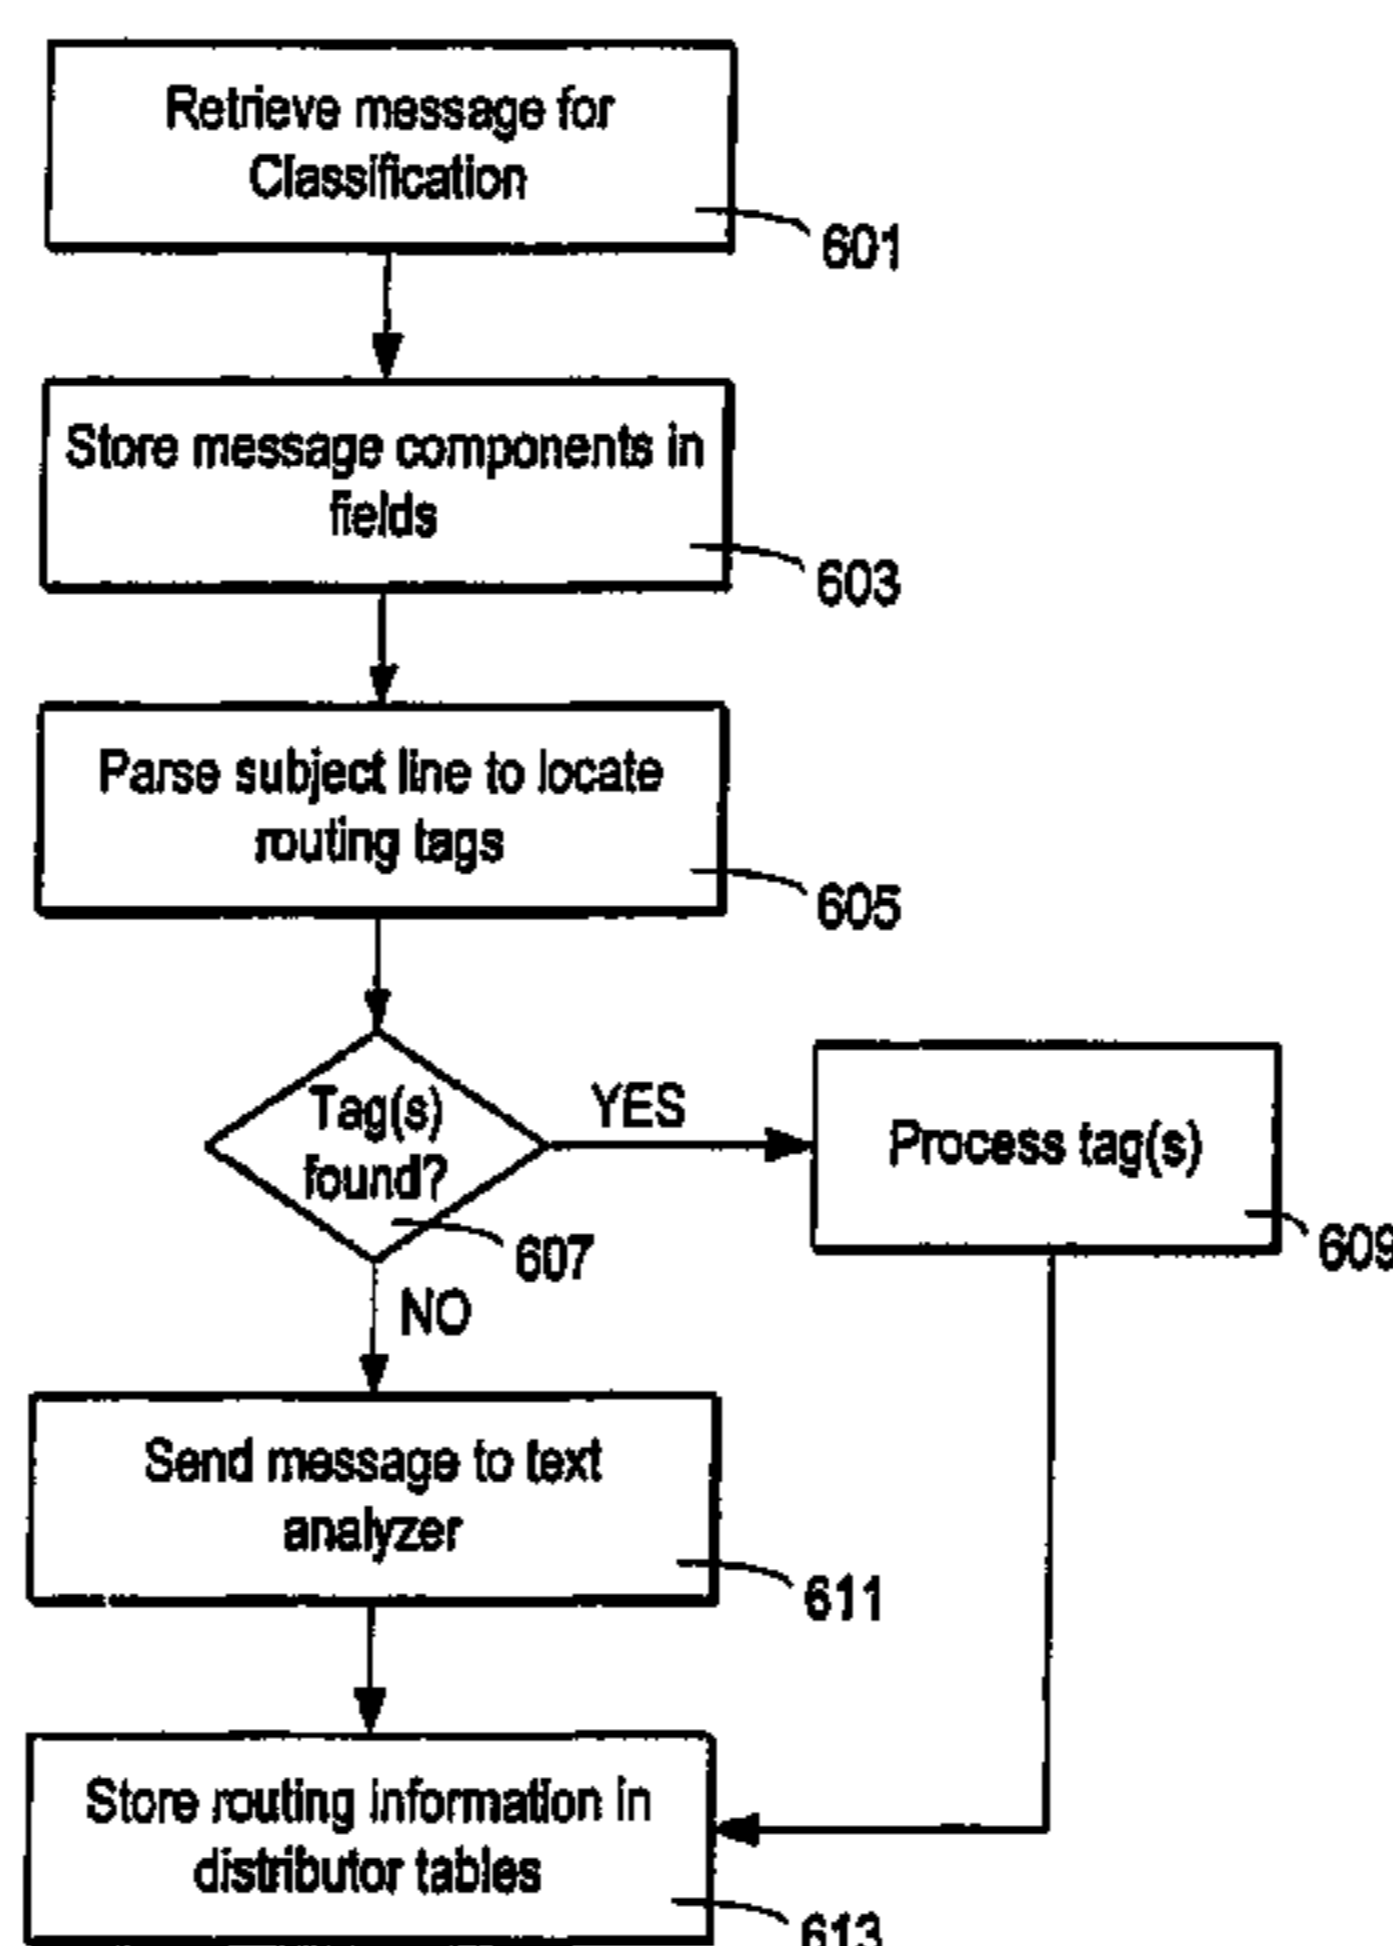 Retrieve message for
Classification
601
Store message components in
fields
603
Parse subject line to locate
routing tags
605
Tag(s)
found?
607
YES
Process tag(s)
609
NO
Send message to text
analyzer
611
Store routing information in
distributor tables
613